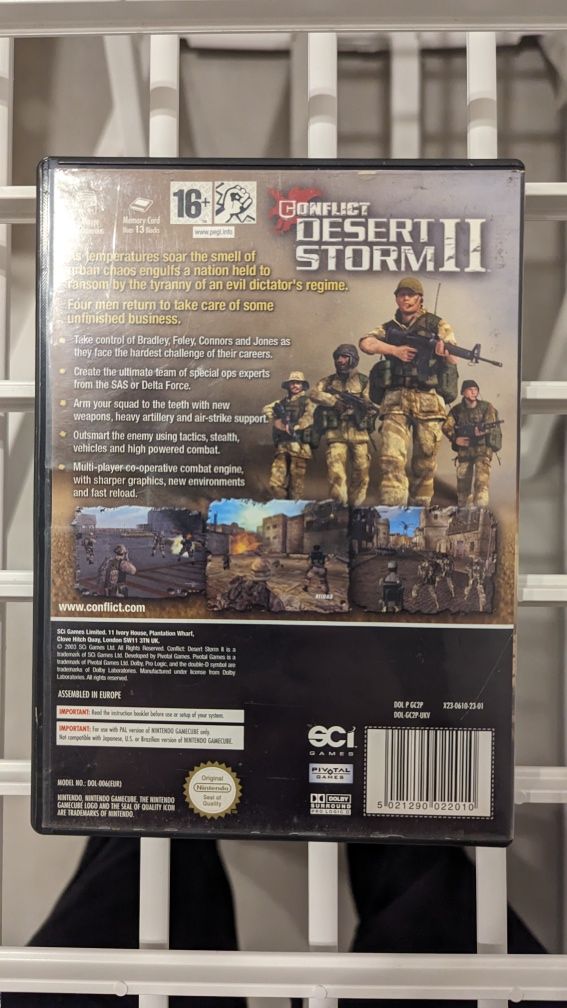 Memory Card
13 Blocks
16+
www.pegi.info
CONFLICT
DESERT
STORM II
temperatures soar the smell of
urban chaos engulfs a nation held to
ransom by the tyranny of an evil dictator's regime.
Four men return to take care of some
unfinished business.
Take control of Bradley, Foley, Connors and Jones as
they face the hardest challenge of their careers.
Create the ultimate team of special ops experts
from the SAS or Delta Force.
Arm your squad to the teeth with new
weapons, heavy artillery and air-strike support.
Outsmart the enemy using tactics, stealth,
vehicles and high powered combat.
Multi-player co-operative combat engine,
with sharper graphics, new environments
and fast reload.
www.conflict.com
SCi Games Limited. 11 Ivory House, Plantation Wharf,
Clove Hitch Quay, London SW11 3TN UK.
© 2003 SCi Games Ltd. All Rights Reserved. Conflict: Desert Storm II is a
trademark of SCi Games Ltd. Developed by Pivotal Games. Pivotal Games is a
trademark of Pivotal Games Ltd. Dolby, Pro Logic, and the double-D symbol are
trademarks of Dolby Laboratories. Manufactured under license from Dolby
Laboratories. All rights reserved.
ASSEMBLED IN EUROPE
DOL P GC2P
X23-0610-23-01
DOL-GC2P-UKV
IMPORTANT: Read the instruction booklet before use or setup of your system.
IMPORTANT: For use with PAL version of NINTENDO GAMECUBE only.
Not compatible with Japanese, U.S. or Brazilian version of NINTENDO GAMECUBE.
SCi
GAMES
PIVOTAL
GAMES
DOLBY
SURROUND
PRO LOGIC II
5 021290 022010
MODEL NO.: DOL-006(EUR)
NINTENDO, NINTENDO GAMECUBE, THE NINTENDO
GAMECUBE LOGO AND THE SEAL OF QUALITY ICON
ARE TRADEMARKS OF NINTENDO.
Original
Nintendo
Seal of
Quality